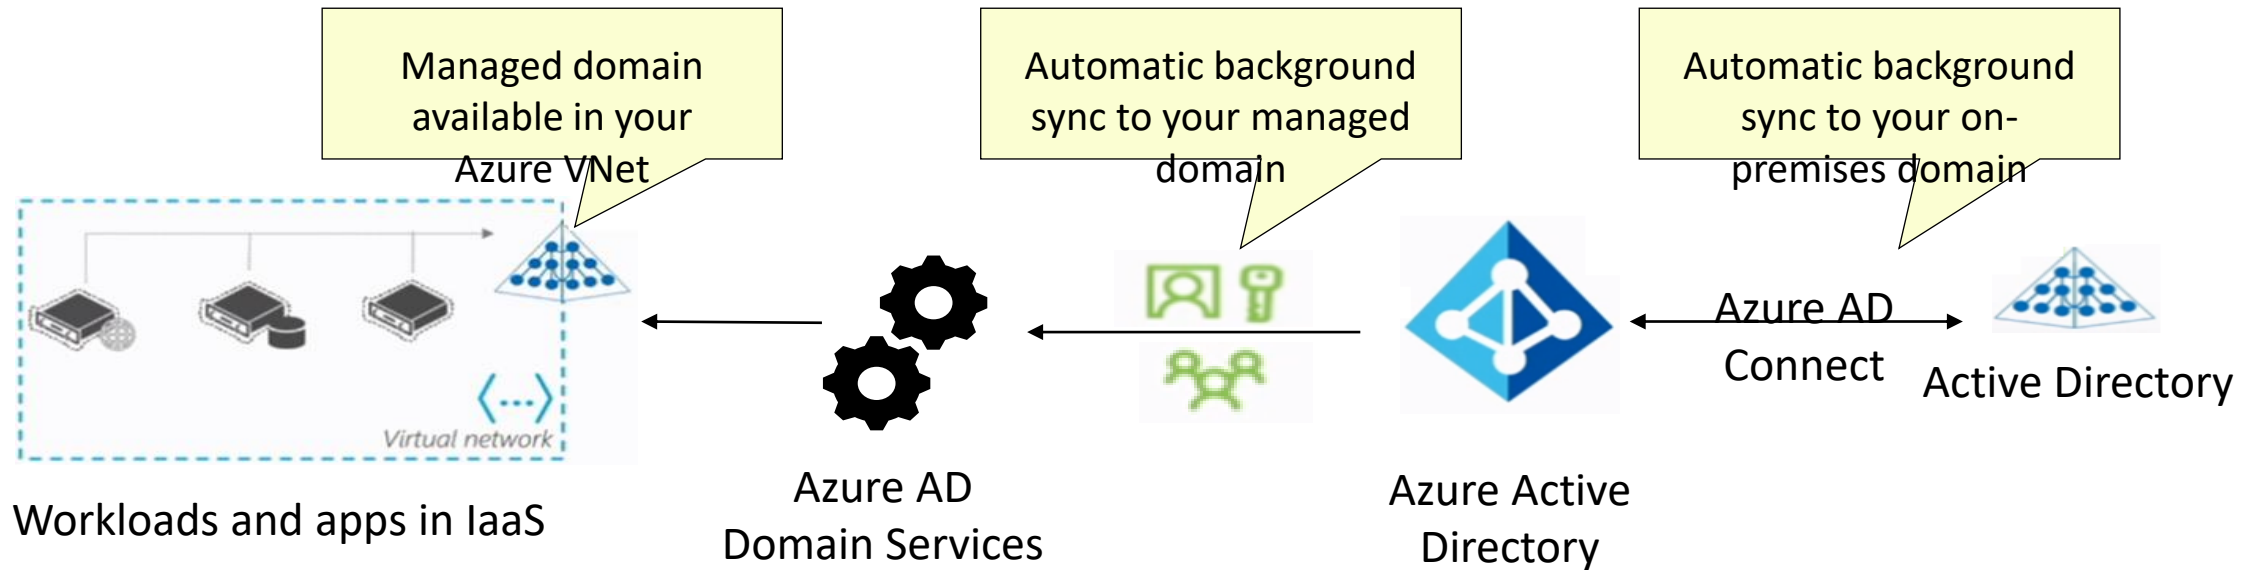 Managed domain
available in your
Azure VNet
Automatic background
sync to your managed
domain
Automatic background
sync to your on-
premises domain
Virtual network
Azure AD
Connect
Active Directory
Workloads and apps in IaaS
Azure AD
Domain Services
Azure Active
Directory